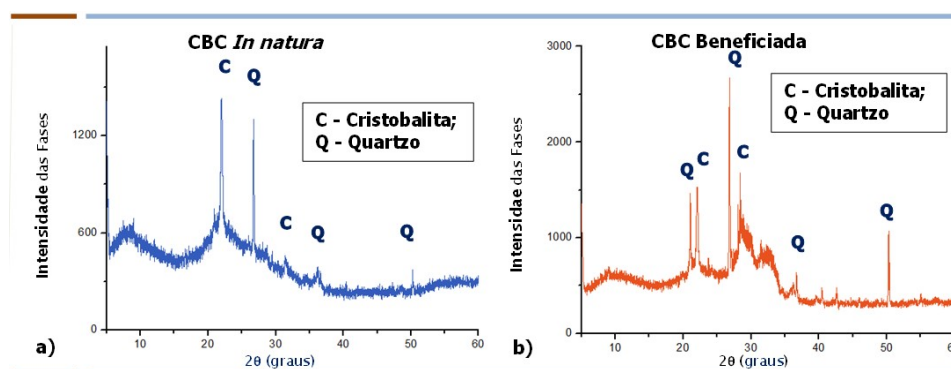 CBC In natura
C
Q
C - Cristobalita;
Q - Quartzo
C
Q
Q
Intensidade das Fases
1200
600
0
10
20
30
40
50
60
2θ (graus)
a)
CBC Beneficiada
Q
C - Cristobalita;
Q - Quartzo
Q
C
C
Q
Q
Intensidae das Fases
3000
2000
1000
0
10
20
30
40
50
60
2θ (graus)
b)